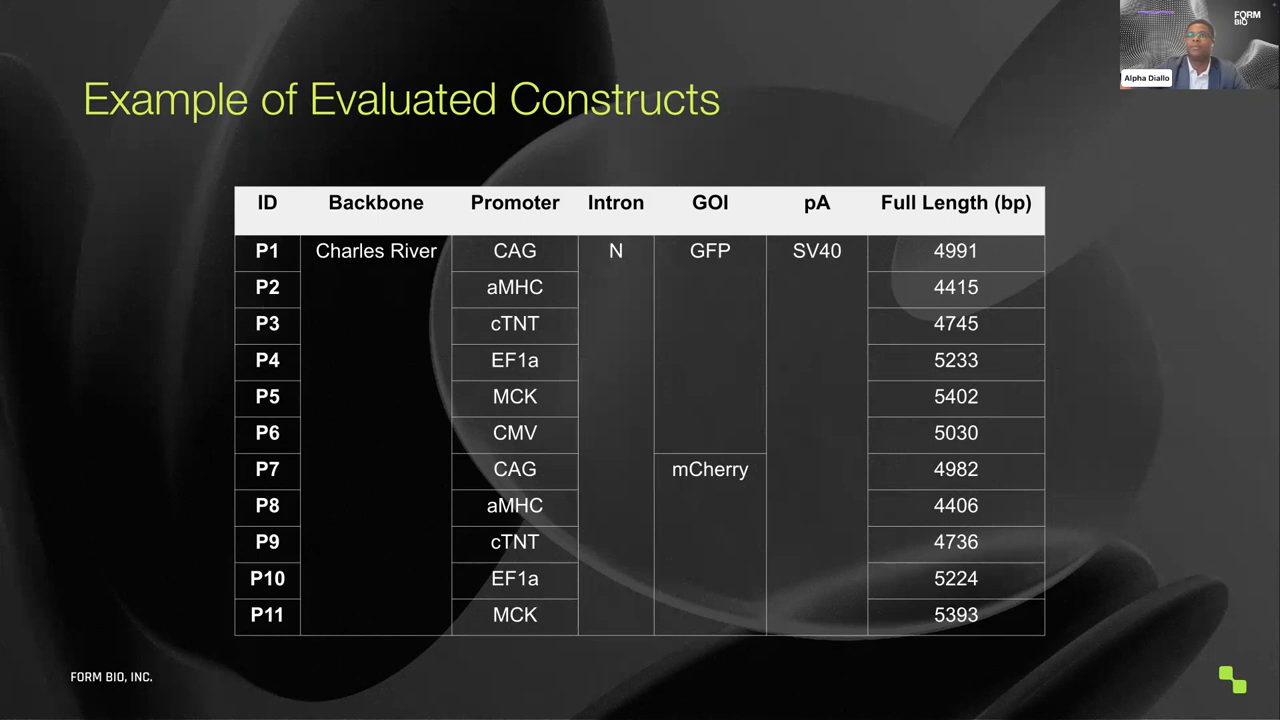 FORM
BIO
Alpha Diallo
Example of Evaluated Constructs
ID Backbone Promoter Intron GOI pA Full Length (bp)
P1 Charles River CAG N GFP SV40 4991
P2 aMHC 4415
P3 cTNT 4745
P4 EF1a 5233
P5 MCK 5402
P6 CMV 5030
P7 CAG mCherry 4982
P8 aMHC 4406
P9 cTNT 4736
P10 EF1a 5224
P11 MCK 5393
FORM BIO, INC.